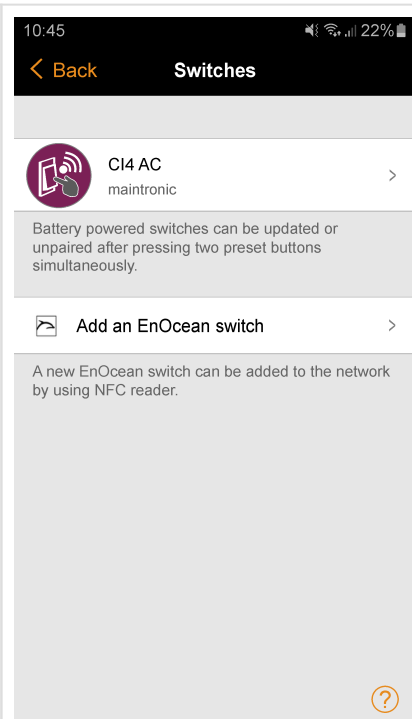 10:45 22%
Back Switches
CI4 AC
maintronic
Battery powered switches can be updated or
unpaired after pressing two preset buttons
simultaneously.
Add an EnOcean switch
A new EnOcean switch can be added to the network
by using NFC reader.
?